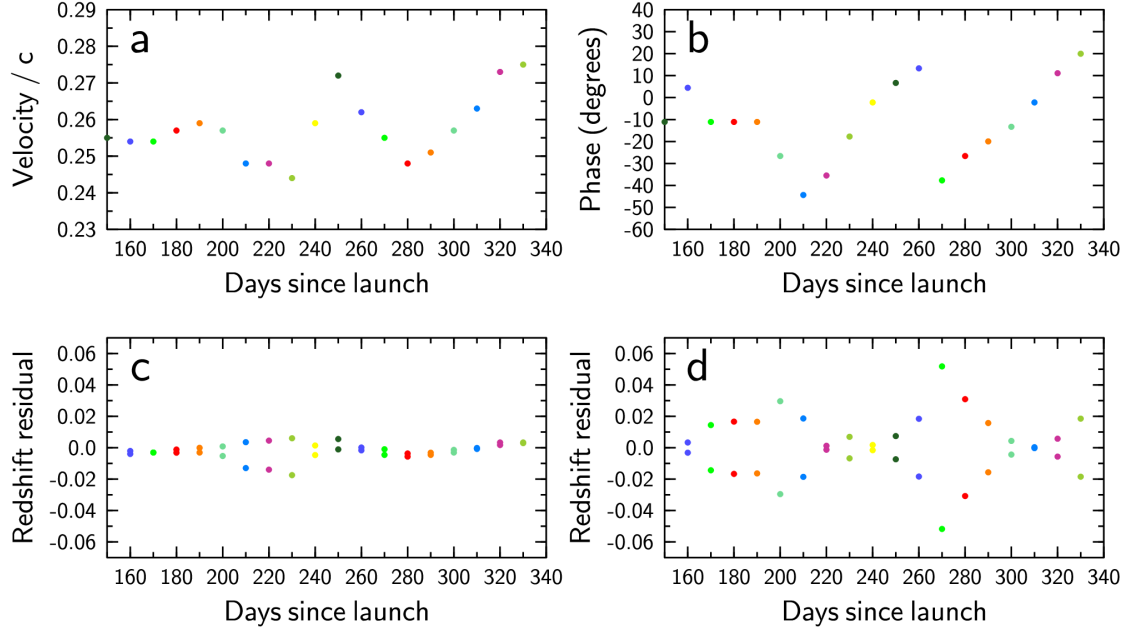 a
Velocity / c
0.29
0.28
0.27
0.26
0.25
0.24
0.23
160 180 200 220 240 260 280 300 320 340
Days since launch
b
Phase (degrees)
40
30
20
10
0
-10
-20
-30
-40
-50
-60
160 180 200 220 240 260 280 300 320 340
Days since launch
c
Redshift residual
0.06
0.04
0.02
0.0
-0.02
-0.04
-0.06
160 180 200 220 240 260 280 300 320 340
Days since launch
d
Redshift residual
0.06
0.04
0.02
0.00
-0.02
-0.04
-0.06
160 180 200 220 240 260 280 300 320 340
Days since launch